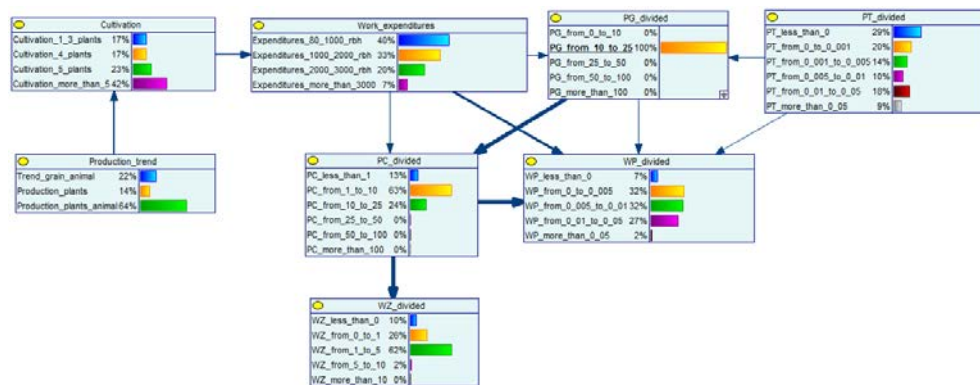 Cultivation
Cultivation_1_3_plants 17%
Cultivation_4_plants 17%
Cultivation_5_plants 23%
Cultivation_more_than_5 42%
Work_expenditures
Expenditures_80_1000_rbh 40%
Expenditures_1000_2000_rbh 33%
Expenditures_2000_3000_rbh 20%
Expenditures_more_than_3000 7%
PG_divided
PG_from_0_to_10 0%
PG_from_10_to_25 100%
PG_from_25_to_50 0%
PG_from_50_to_100 0%
PG_more_than_100 0%
PT_divided
PT_less_than_0 29%
PT_from_0_to_0_001 20%
PT_from_0_001_to_0_005 14%
PT_from_0_005_to_0_01 10%
PT_from_0_01_to_0_05 18%
PT_more_than_0_05 9%
Production_trend
Trend_grain_animal 22%
Production_plants 14%
Production_plants_animal 64%
PC_divided
PC_less_than_1 13%
PC_from_1_to_10 63%
PC_from_10_to_25 24%
PC_from_25_to_50 0%
PC_from_50_to_100 0%
PC_more_than_100 0%
WP_divided
WP_less_than_0 7%
WP_from_0_to_0_005 32%
WP_from_0_005_to_0_01 32%
WP_from_0_01_to_0_05 27%
WP_more_than_0_05 2%
WZ_divided
WZ_less_than_0 10%
WZ_from_0_to_1 26%
WZ_from_1_to_5 62%
WZ_from_5_to_10 2%
WZ_more_than_10 0%